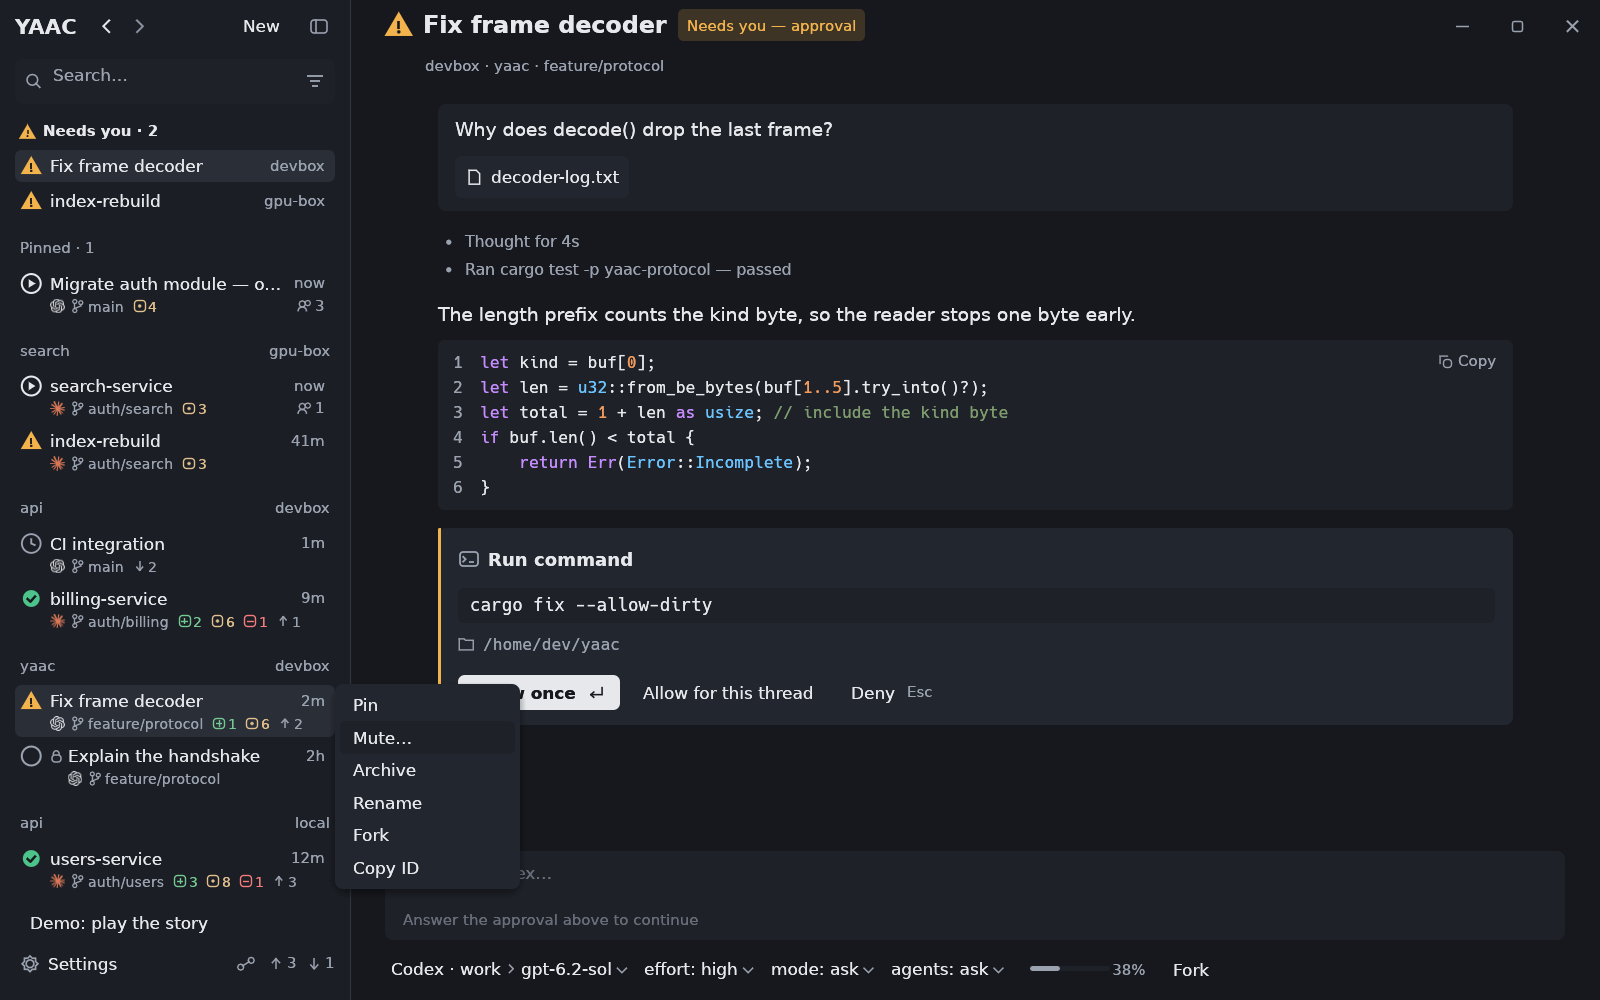 YAAC
New
Search...
Needs you · 2
Fix frame decoder devbox
index-rebuild gpu-box
Pinned · 1
Migrate auth module — o... now
main 4 3
search gpu-box
search-service now
auth/search 3 1
index-rebuild 41m
auth/search 3
api devbox
CI integration 1m
main ↓2
billing-service 9m
auth/billing 2 6 1 ↑1
yaac devbox
Fix frame decoder 2m
feature/protocol 1 6 ↑2
Explain the handshake 2h
feature/protocol
api local
users-service 12m
auth/users 3 8 1 ↑3
Demo: play the story
Settings ↑3 ↓1
Fix frame decoder Needs you — approval
devbox · yaac · feature/protocol
Why does decode() drop the last frame?
decoder-log.txt
• Thought for 4s
• Ran cargo test -p yaac-protocol — passed
The length prefix counts the kind byte, so the reader stops one byte early.
Copy
1 let kind = buf[0];
2 let len = u32::from_be_bytes(buf[1..5].try_into()?);
3 let total = 1 + len as usize; // include the kind byte
4 if buf.len() < total {
5     return Err(Error::Incomplete);
6 }
Run command
cargo fix --allow-dirty
/home/dev/yaac
once ↵ Allow for this thread Deny Esc
Pin
Mute...
Archive
Rename
Fork
Copy ID
Answer the approval above to continue
Codex · work > gpt-6.2-sol effort: high mode: ask agents: ask 38% Fork